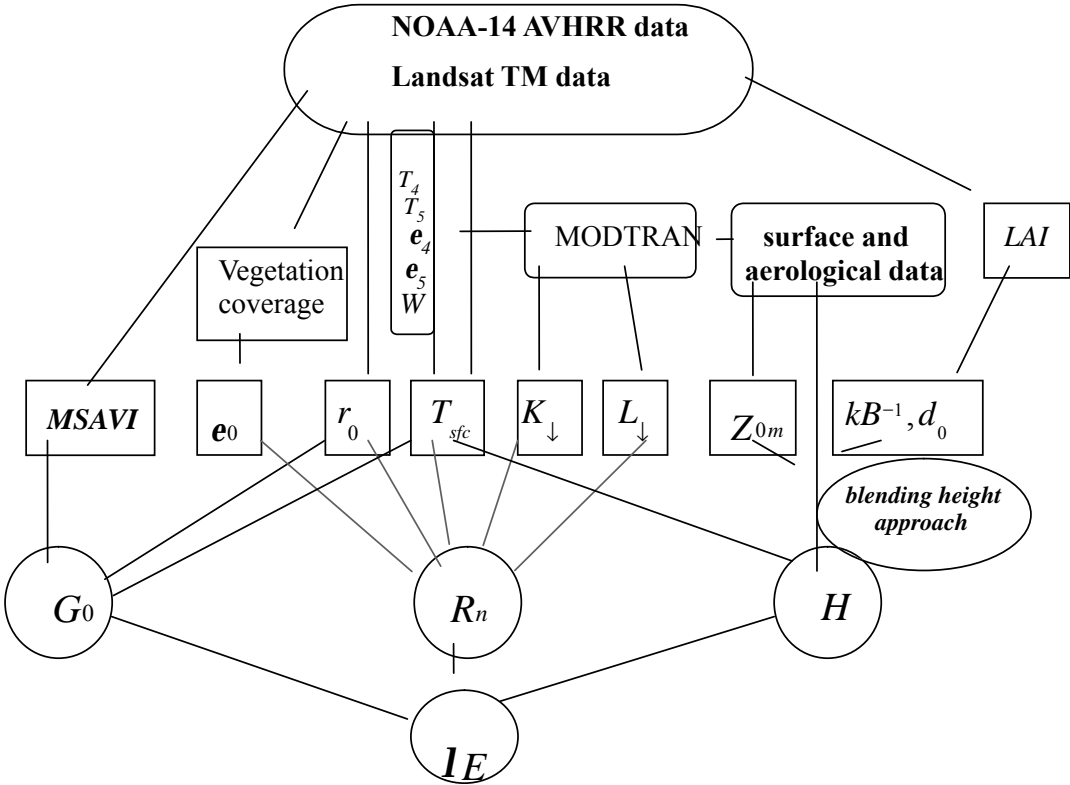 NOAA-14 AVHRR data
Landsat TM data
T₄
T₅
e₄
e₅
W
MODTRAN
surface and
aerological data
LAI
Vegetation
coverage
MSAVI
e0
r₀
T_sfc
K↓
L↓
Z0m
kB⁻¹, d₀
blending height
approach
G0
Rn
H
lE